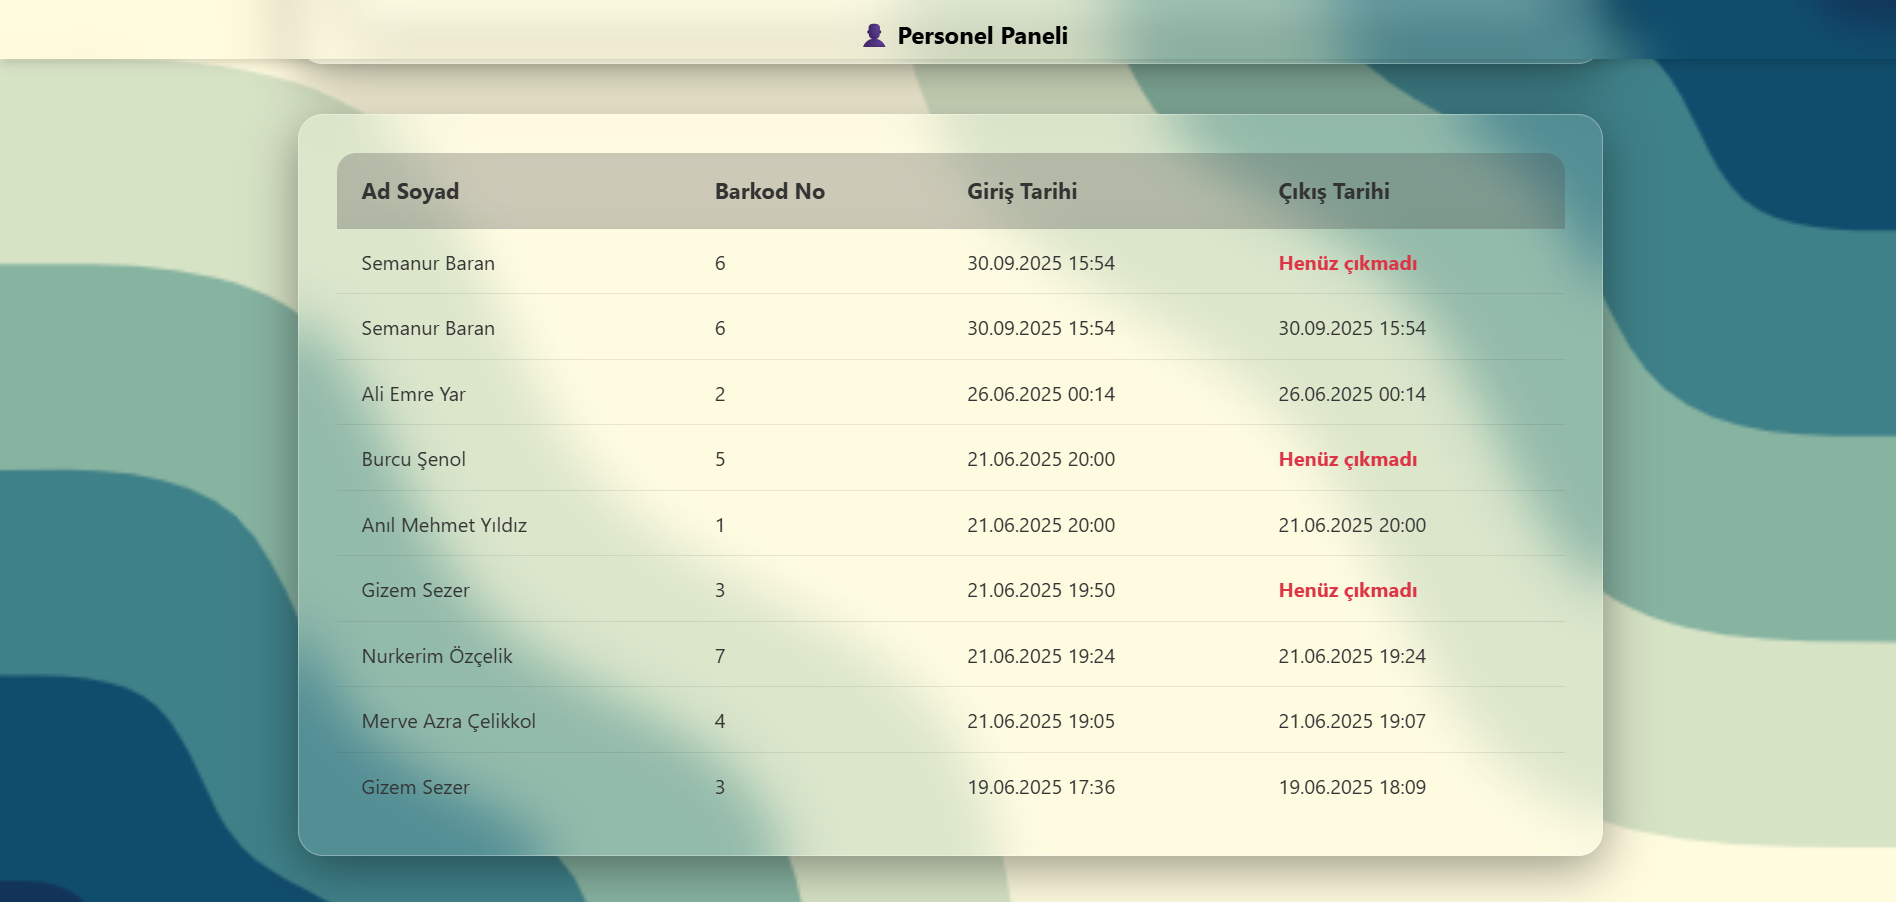 Personel Paneli
Ad Soyad Barkod No Giriş Tarihi Çıkış Tarihi
Semanur Baran 6 30.09.2025 15:54 Henüz çıkmadı
Semanur Baran 6 30.09.2025 15:54 30.09.2025 15:54
Ali Emre Yar 2 26.06.2025 00:14 26.06.2025 00:14
Burcu Şenol 5 21.06.2025 20:00 Henüz çıkmadı
Anıl Mehmet Yıldız 1 21.06.2025 20:00 21.06.2025 20:00
Gizem Sezer 3 21.06.2025 19:50 Henüz çıkmadı
Nurkerim Özçelik 7 21.06.2025 19:24 21.06.2025 19:24
Merve Azra Çelikkol 4 21.06.2025 19:05 21.06.2025 19:07
Gizem Sezer 3 19.06.2025 17:36 19.06.2025 18:09